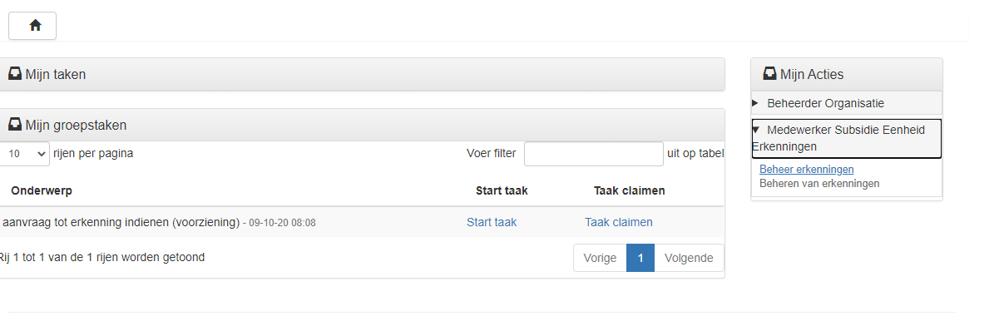 Mijn taken
Mijn groepstaken
10 rijen per pagina
Voer filter uit op tabel
Onderwerp Start taak Taak claimen
aanvraag tot erkenning indienen (voorziening) - 09-10-20 08:08 Start taak Taak claimen
Rij 1 tot 1 van de 1 rijen worden getoond
Vorige 1 Volgende
Mijn Acties
Beheerder Organisatie
Medewerker Subsidie Eenheid
Erkenningen
Beheer erkenningen
Beheren van erkenningen